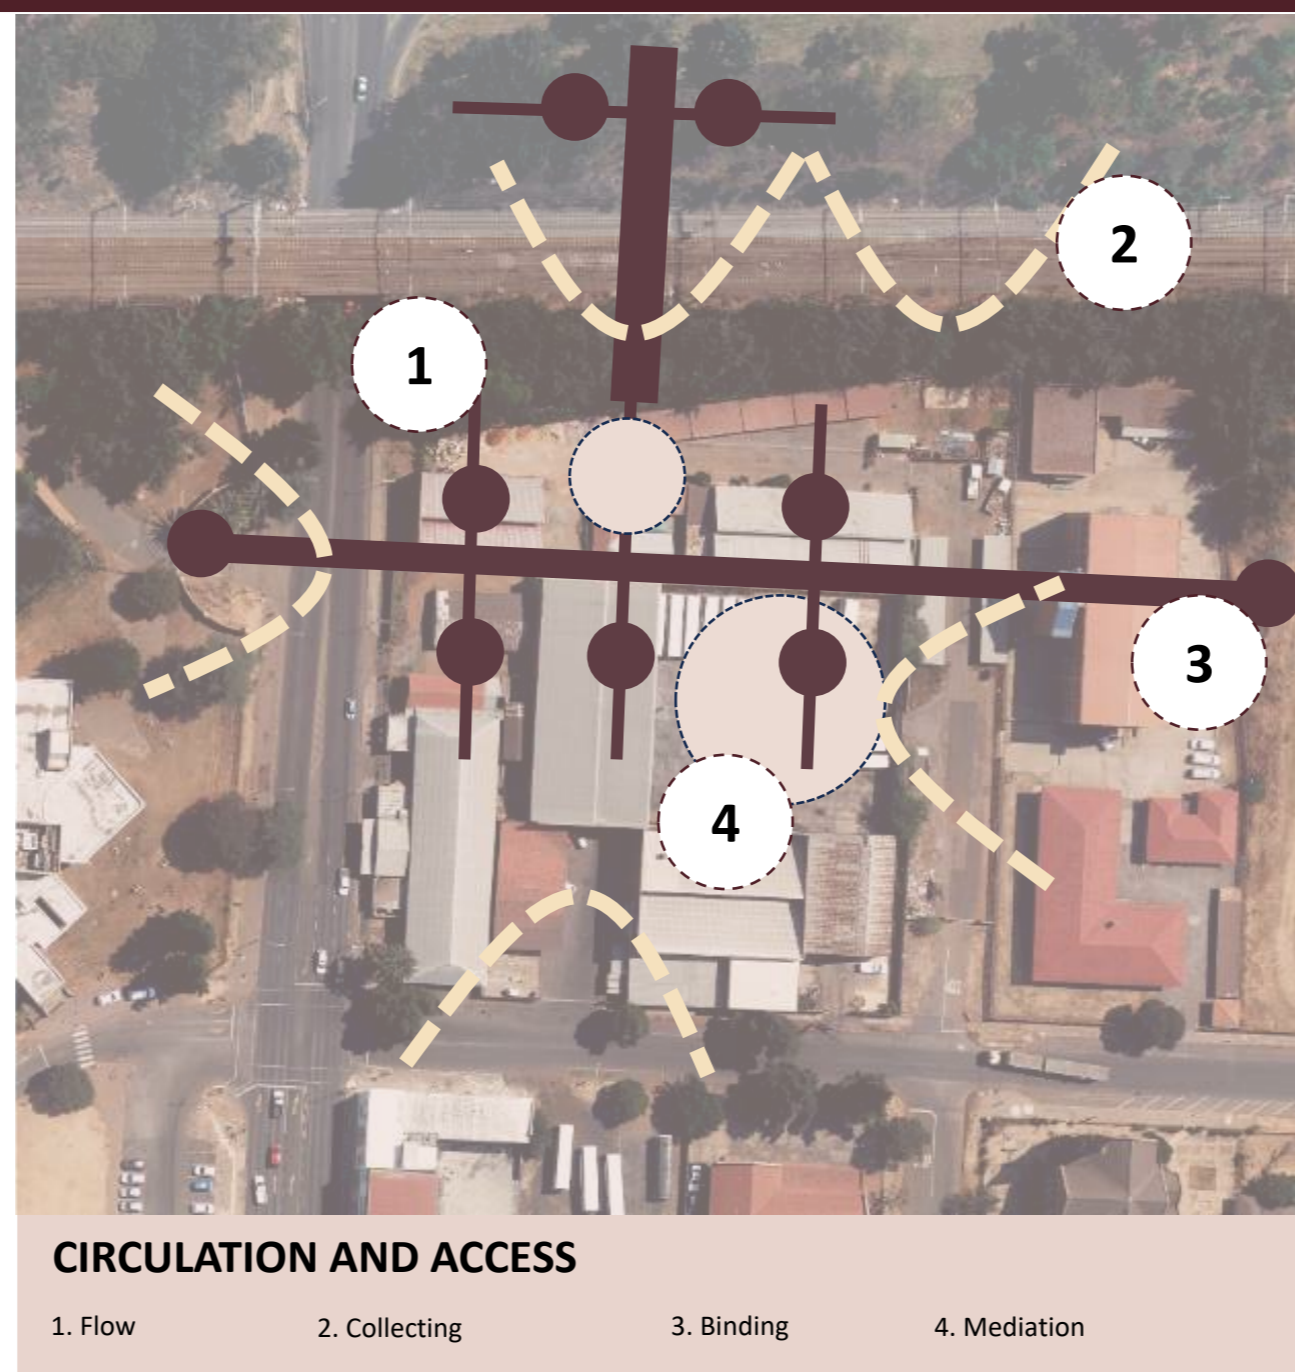 1
2
3
4
CIRCULATION AND ACCESS
1. Flow
2. Collecting
3. Binding
4. Mediation